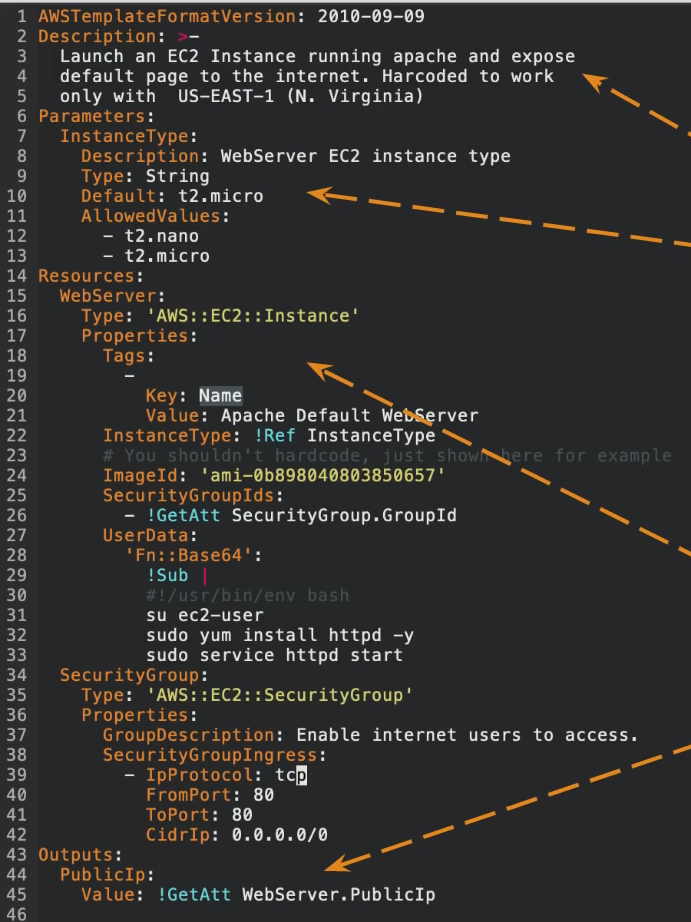 1 AWSTemplateFormatVersion: 2010-09-09
2 Description: >-
3   Launch an EC2 Instance running apache and expose
4   default page to the internet. Harcoded to work
5   only with  US-EAST-1 (N. Virginia)
6 Parameters:
7   InstanceType:
8     Description: WebServer EC2 instance type
9     Type: String
10     Default: t2.micro
11     AllowedValues:
12       - t2.nano
13       - t2.micro
14 Resources:
15   WebServer:
16     Type: 'AWS::EC2::Instance'
17     Properties:
18       Tags:
19         -
20           Key: Name
21           Value: Apache Default WebServer
22       InstanceType: !Ref InstanceType
23       # You shouldn't hardcode, just shown here for example
24       ImageId: 'ami-0b898040803850657'
25       SecurityGroupIds:
26         - !GetAtt SecurityGroup.GroupId
27       UserData:
28         'Fn::Base64':
29           !Sub |
30           #!/usr/bin/env bash
31           su ec2-user
32           sudo yum install httpd -y
33           sudo service httpd start
34   SecurityGroup:
35     Type: 'AWS::EC2::SecurityGroup'
36     Properties:
37       GroupDescription: Enable internet users to access.
38       SecurityGroupIngress:
39         - IpProtocol: tcp
40           FromPort: 80
41           ToPort: 80
42           CidrIp: 0.0.0.0/0
43 Outputs:
44   PublicIp:
45     Value: !GetAtt WebServer.PublicIp
46